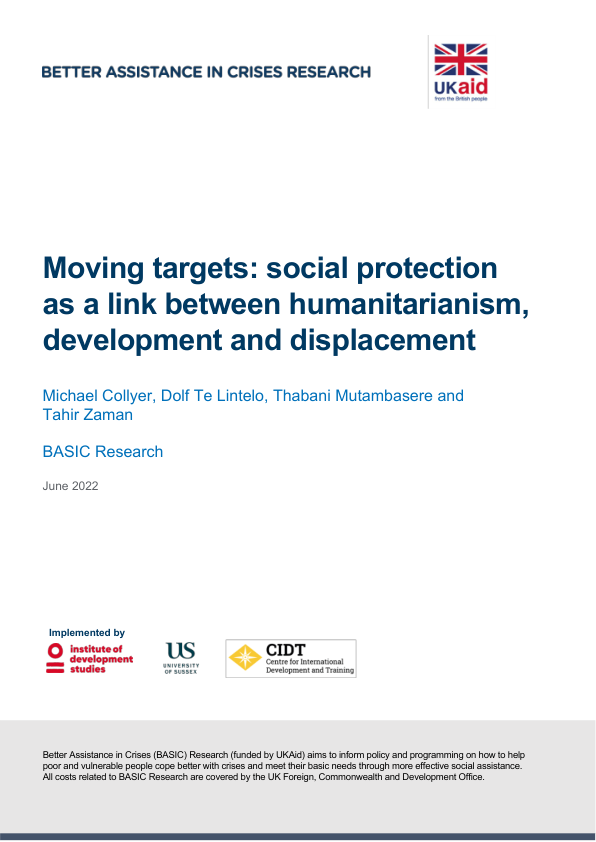 BETTER ASSISTANCE IN CRISES RESEARCH
UKaid
from the British people
Moving targets: social protection
as a link between humanitarianism,
development and displacement
Michael Collyer, Dolf Te Lintelo, Thabani Mutambasere and
Tahir Zaman
BASIC Research
June 2022
Implemented by
institute of
development
studies
US
UNIVERSITY
OF SUSSEX
CIDT
Centre for International
Development and Training
Better Assistance in Crises (BASIC) Research (funded by UKAid) aims to inform policy and programming on how to help
poor and vulnerable people cope better with crises and meet their basic needs through more effective social assistance.
All costs related to BASIC Research are covered by the UK Foreign, Commonwealth and Development Office.